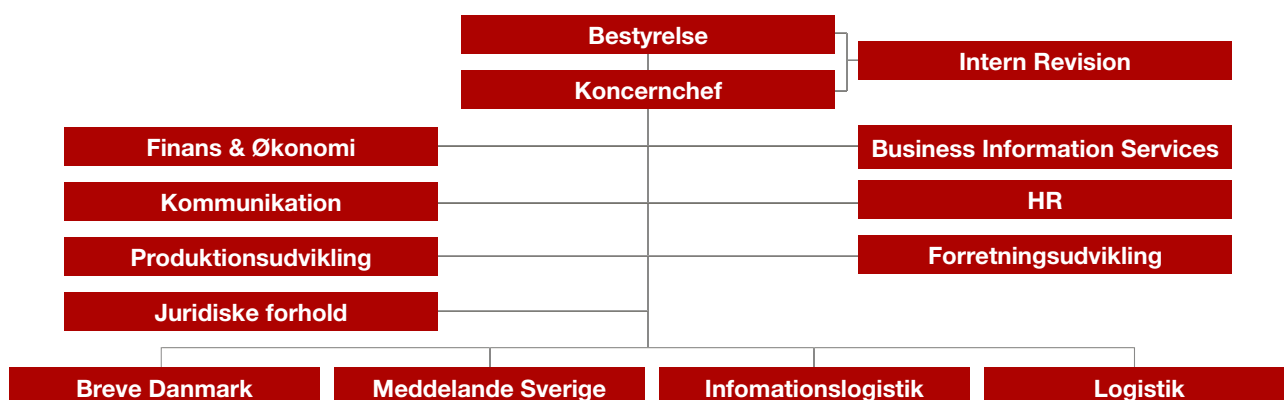 Bestyrelse
Intern Revision
Koncernchef
Finans & Økonomi
Business Information Services
Kommunikation
HR
Produktionsudvikling
Forretningsudvikling
Juridiske forhold
Breve Danmark
Meddelande Sverige
Infomationslogistik
Logistik